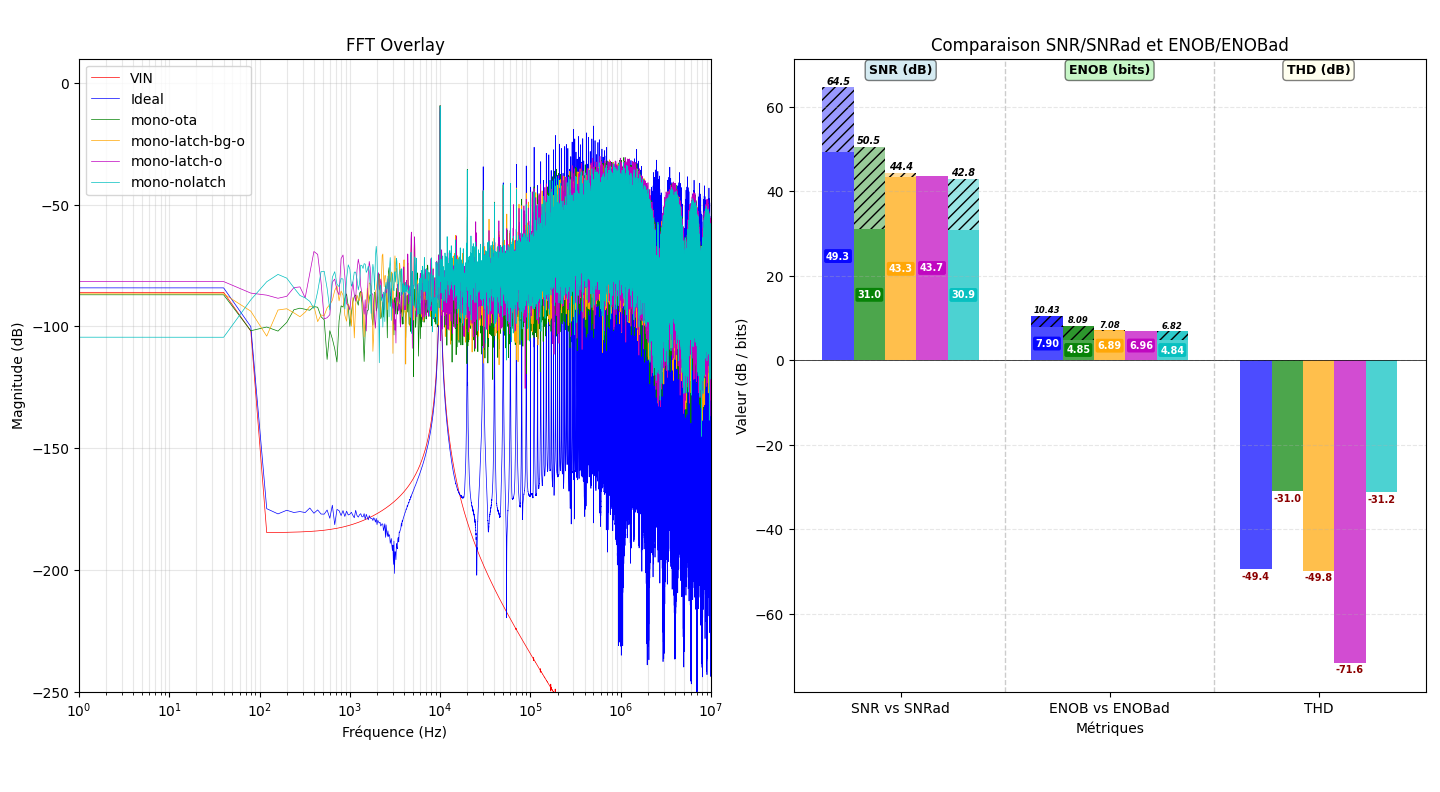 FFT Overlay
VIN
Ideal
mono-ota
mono-latch-bg-o
mono-latch-o
mono-nolatch
0
−50
−100
−150
−200
−250
Magnitude (dB)
10^0
10^1
10^2
10^3
10^4
10^5
10^6
10^7
Fréquence (Hz)
Comparaison SNR/SNRad et ENOB/ENOBad
SNR (dB)
ENOB (bits)
THD (dB)
64.5
50.5
44.4
42.8
49.3
31.0
43.3
43.7
30.9
10.43
8.09
7.08
6.82
7.90
4.85
6.89
6.96
4.84
-49.4
-31.0
-49.8
-71.6
-31.2
60
40
20
0
−20
−40
−60
Valeur (dB / bits)
SNR vs SNRad
ENOB vs ENOBad
THD
Métriques